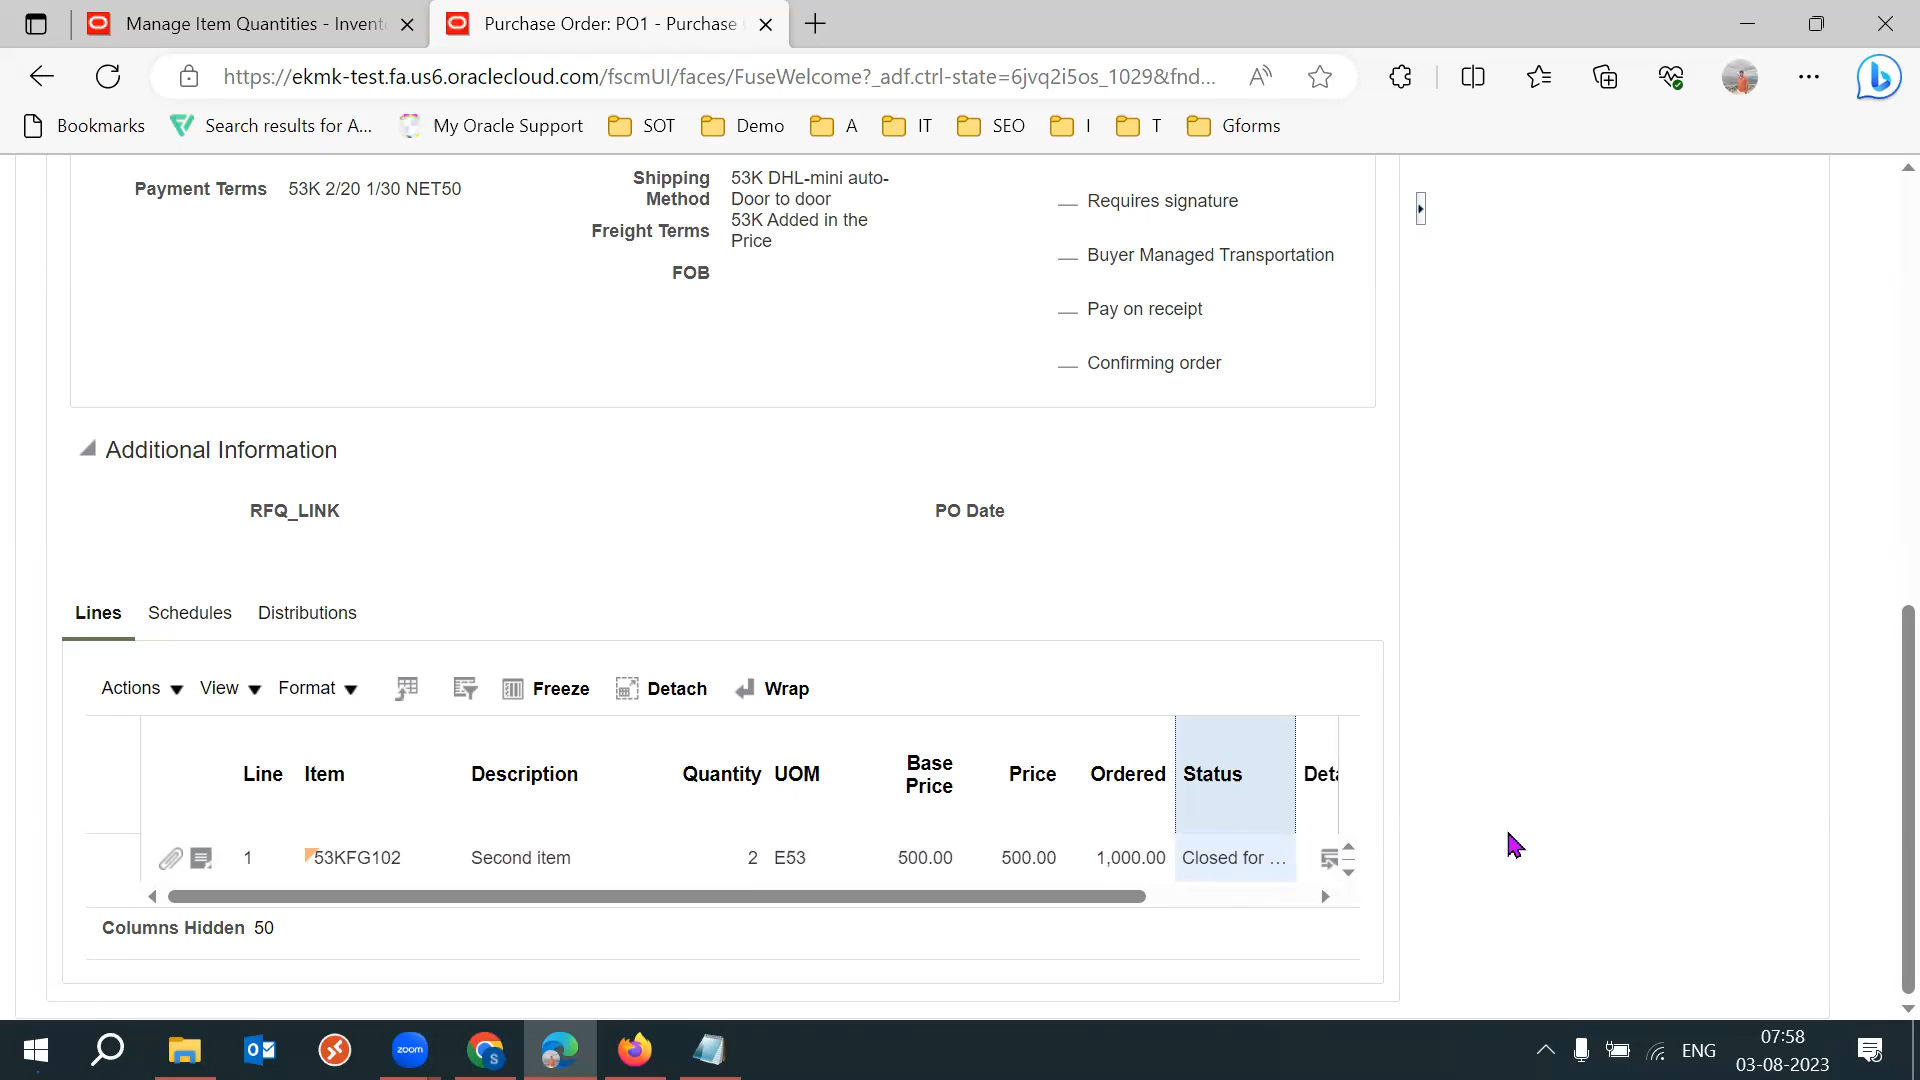 Manage Item Quantities - Invent
Purchase Order: PO1 - Purchase
https://ekmk-test.fa.us6.oraclecloud.com/fscmUI/faces/FuseWelcome?_adf.ctrl-state=6jvq2i5os_1029&fnd...
Bookmarks
Search results for A...
My Oracle Support
SOT
Demo
A
IT
SEO
I
T
Gforms
Payment Terms 53K 2/20 1/30 NET50
Shipping Method 53K DHL-mini auto-
Door to door
Freight Terms 53K Added in the
Price
FOB
Requires signature
Buyer Managed Transportation
Pay on receipt
Confirming order
Additional Information
RFQ_LINK
PO Date
Lines Schedules Distributions
Actions View Format Freeze Detach Wrap
Line Item Description Quantity UOM Base Price Price Ordered Status Deta
1 53KFG102 Second item 2 E53 500.00 500.00 1,000.00 Closed for ...
Columns Hidden 50
zoom
S
ENG
07:58
03-08-2023